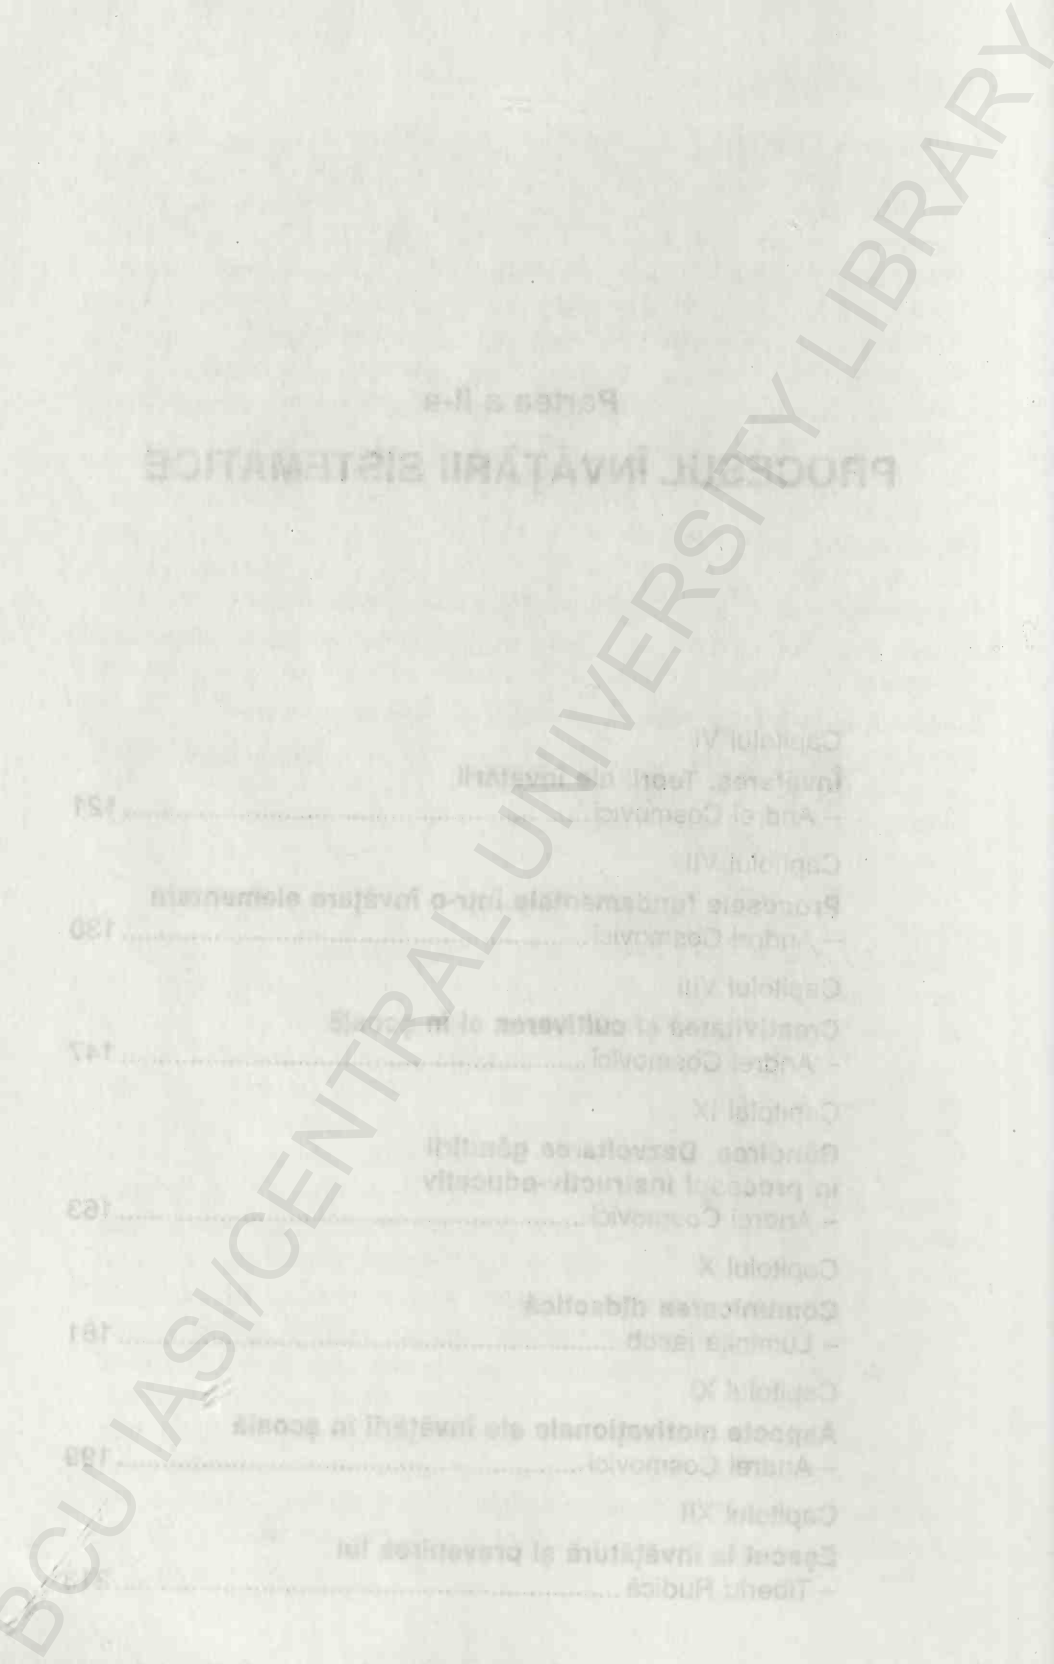 Partea a II-a
PROCESUL ÎNVĂȚĂRII SISTEMATICE
Capitolul VI
Învățarea. Teorii ale învățării
– Andrei Cosmovici ........ 121
Capitolul VII
Procesele fundamentale într-o învățare elementară
– Andrei Cosmovici ........ 130
Capitolul VIII
Creativitatea și cultivarea ei în școală
– Andrei Cosmovici ........ 147
Capitolul IX
Gândirea. Dezvoltarea gândirii
în procesul instructiv-educativ
– Andrei Cosmovici ........ 163
Capitolul X
Comunicarea didactică
– Luminița Iacob ........ 181
Capitolul XI
Aspecte motivaționale ale învățării în școală
– Andrei Cosmovici ........ 199
Capitolul XII
Eșecul la învățătură și prevenirea lui
– Tiberiu Rudică ........
BCU IASI/CENTRAL UNIVERSITY LIBRARY